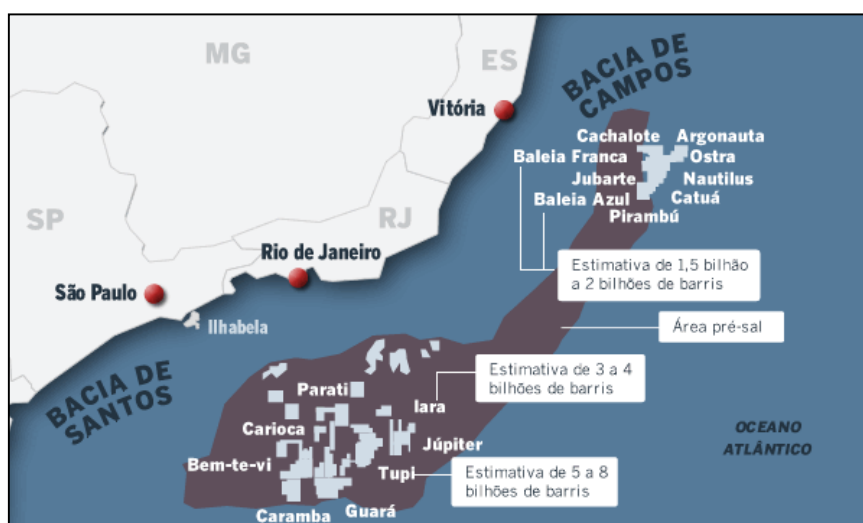 MG
ES
BACIA DE
CAMPOS
Vitória
Cachalote
Argonauta
Baleia Franca
Ostra
Jubarte
Nautilus
Baleia Azul
Catuá
Pirambú
SP
RJ
Rio de Janeiro
São Paulo
Ilhabela
Estimativa de 1,5 bilhão
a 2 bilhões de barris
Área pré-sal
BACIA DE
SANTOS
Estimativa de 3 a 4
bilhões de barris
Parati
Iara
Carioca
Júpiter
OCEANO
ATLÂNTICO
Bem-te-vi
Tupi
Estimativa de 5 a 8
bilhões de barris
Caramba
Guará